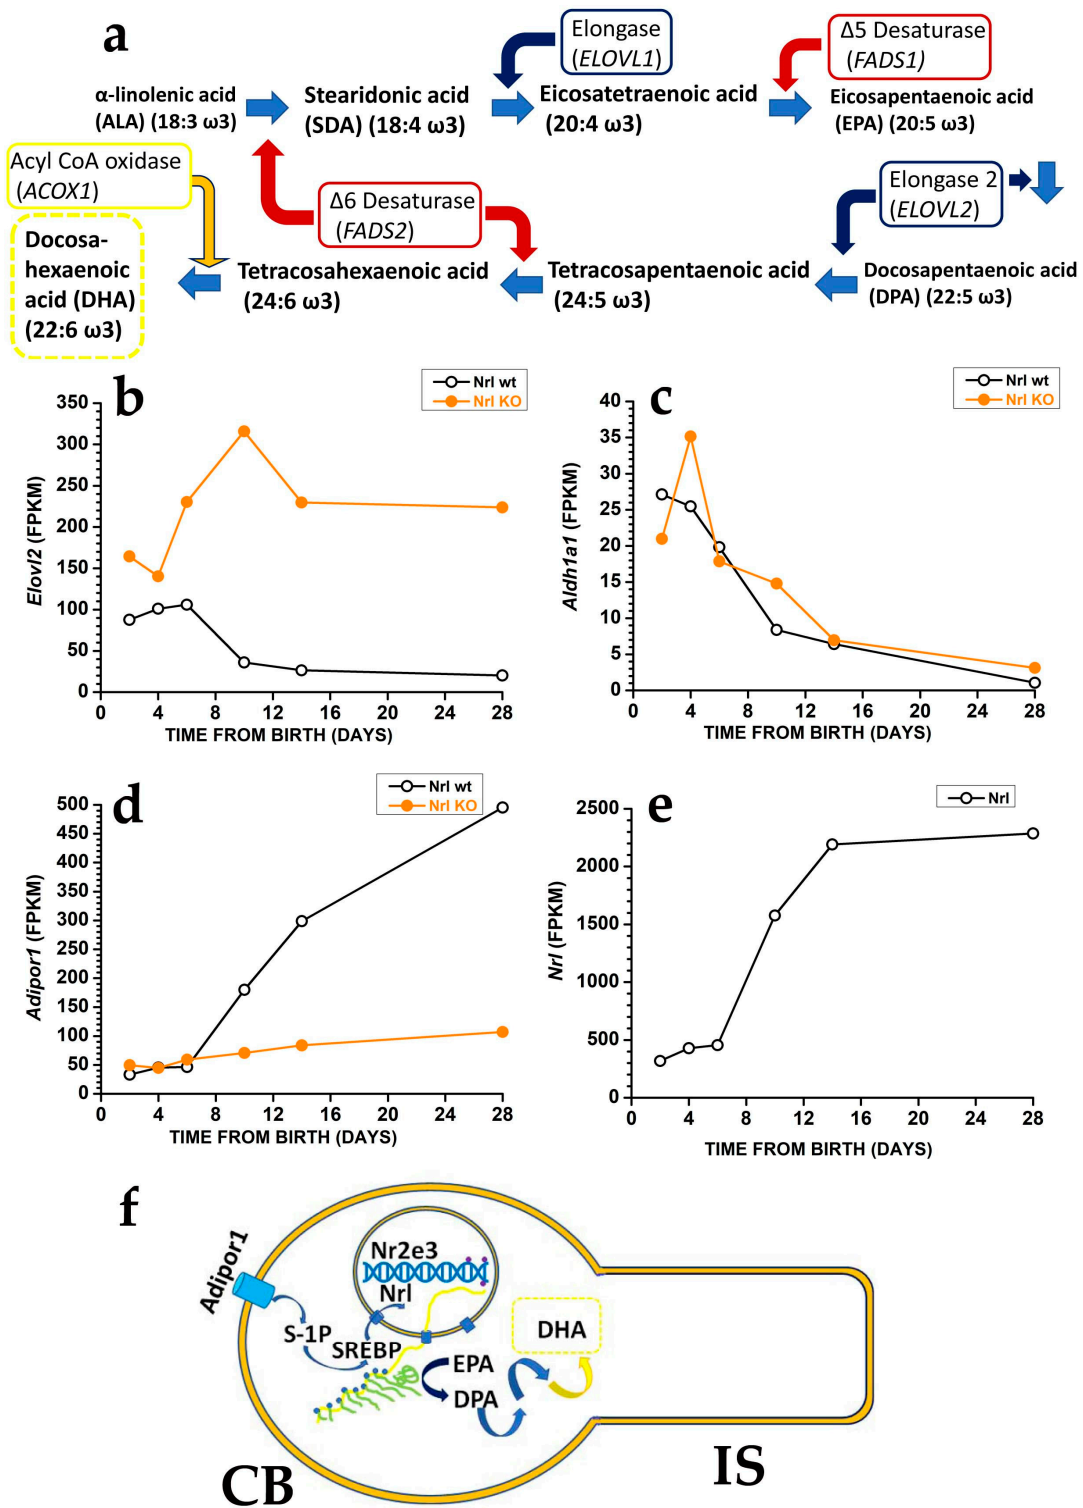 a
Elongase
(ELOVL1)
Δ5 Desaturase
(FADS1)
α-linolenic acid
(ALA) (18:3 ω3)
Stearidonic acid
(SDA) (18:4 ω3)
Eicosatetraenoic acid
(20:4 ω3)
Eicosapentaenoic acid
(EPA) (20:5 ω3)
Acyl CoA oxidase
(ACOX1)
Δ6 Desaturase
(FADS2)
Elongase 2
(ELOVL2)
Docosa-
hexaenoic
acid (DHA)
(22:6 ω3)
Tetracosahexaenoic acid
(24:6 ω3)
Tetracosapentaenoic acid
(24:5 ω3)
Docosapentaenoic acid
(DPA) (22:5 ω3)
b
Nrl wt
Nrl KO
350
300
250
200
150
100
50
0
Elovl2 (FPKM)
0 4 8 12 16 20 24 28
TIME FROM BIRTH (DAYS)
c
Nrl wt
Nrl KO
40
35
30
25
20
15
10
5
0
Aldh1a1 (FPKM)
0 4 8 12 16 20 24 28
TIME FROM BIRTH (DAYS)
d
Nrl wt
Nrl KO
500
450
400
350
300
250
200
150
100
50
0
Adipor1 (FPKM)
0 4 8 12 16 20 24 28
TIME FROM BIRTH (DAYS)
e
Nrl
2500
2000
1500
1000
500
0
Nrl (FPKM)
0 4 8 12 16 20 24 28
TIME FROM BIRTH (DAYS)
f
Adipor1
Nr2e3
Nrl
S-1P
SREBP
EPA
DPA
DHA
CB
IS